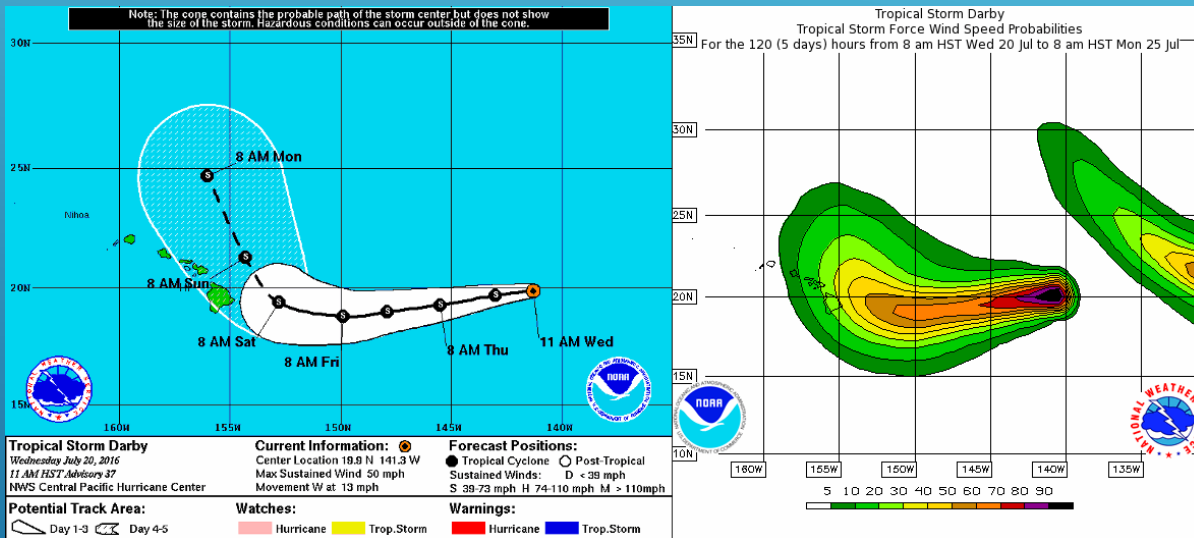 Note: The cone contains the probable path of the storm center but does not show
the size of the storm. Hazardous conditions can occur outside of the cone.
30N
25N
20N
15N
8 AM Mon
Nihoa
8 AM Sun
8 AM Sat
8 AM Fri
8 AM Thu
11 AM Wed
NOAA
160W
155W
150W
145W
140W
Tropical Storm Darby
Wednesday July 20, 2016
11 AM HST Advisory 37
NWS Central Pacific Hurricane Center
Current Information:
Center Location 19.9 N 141.3 W
Max Sustained Wind 50 mph
Movement W at 13 mph
Forecast Positions:
Tropical Cyclone Post-Tropical
Sustained Winds: D < 39 mph
S 39-73 mph H 74-110 mph M > 110mph
Potential Track Area:
Day 1-3 Day 4-5
Watches:
Hurricane Trop.Storm
Warnings:
Hurricane Trop.Storm
Tropical Storm Darby
Tropical Storm Force Wind Speed Probabilities
For the 120 (5 days) hours from 8 am HST Wed 20 Jul to 8 am HST Mon 25 Jul
35N
30N
25N
20N
15N
10N
NOAA
NATIONAL WEATHER
160W
155W
150W
145W
140W
135W
5 10 20 30 40 50 60 70 80 90